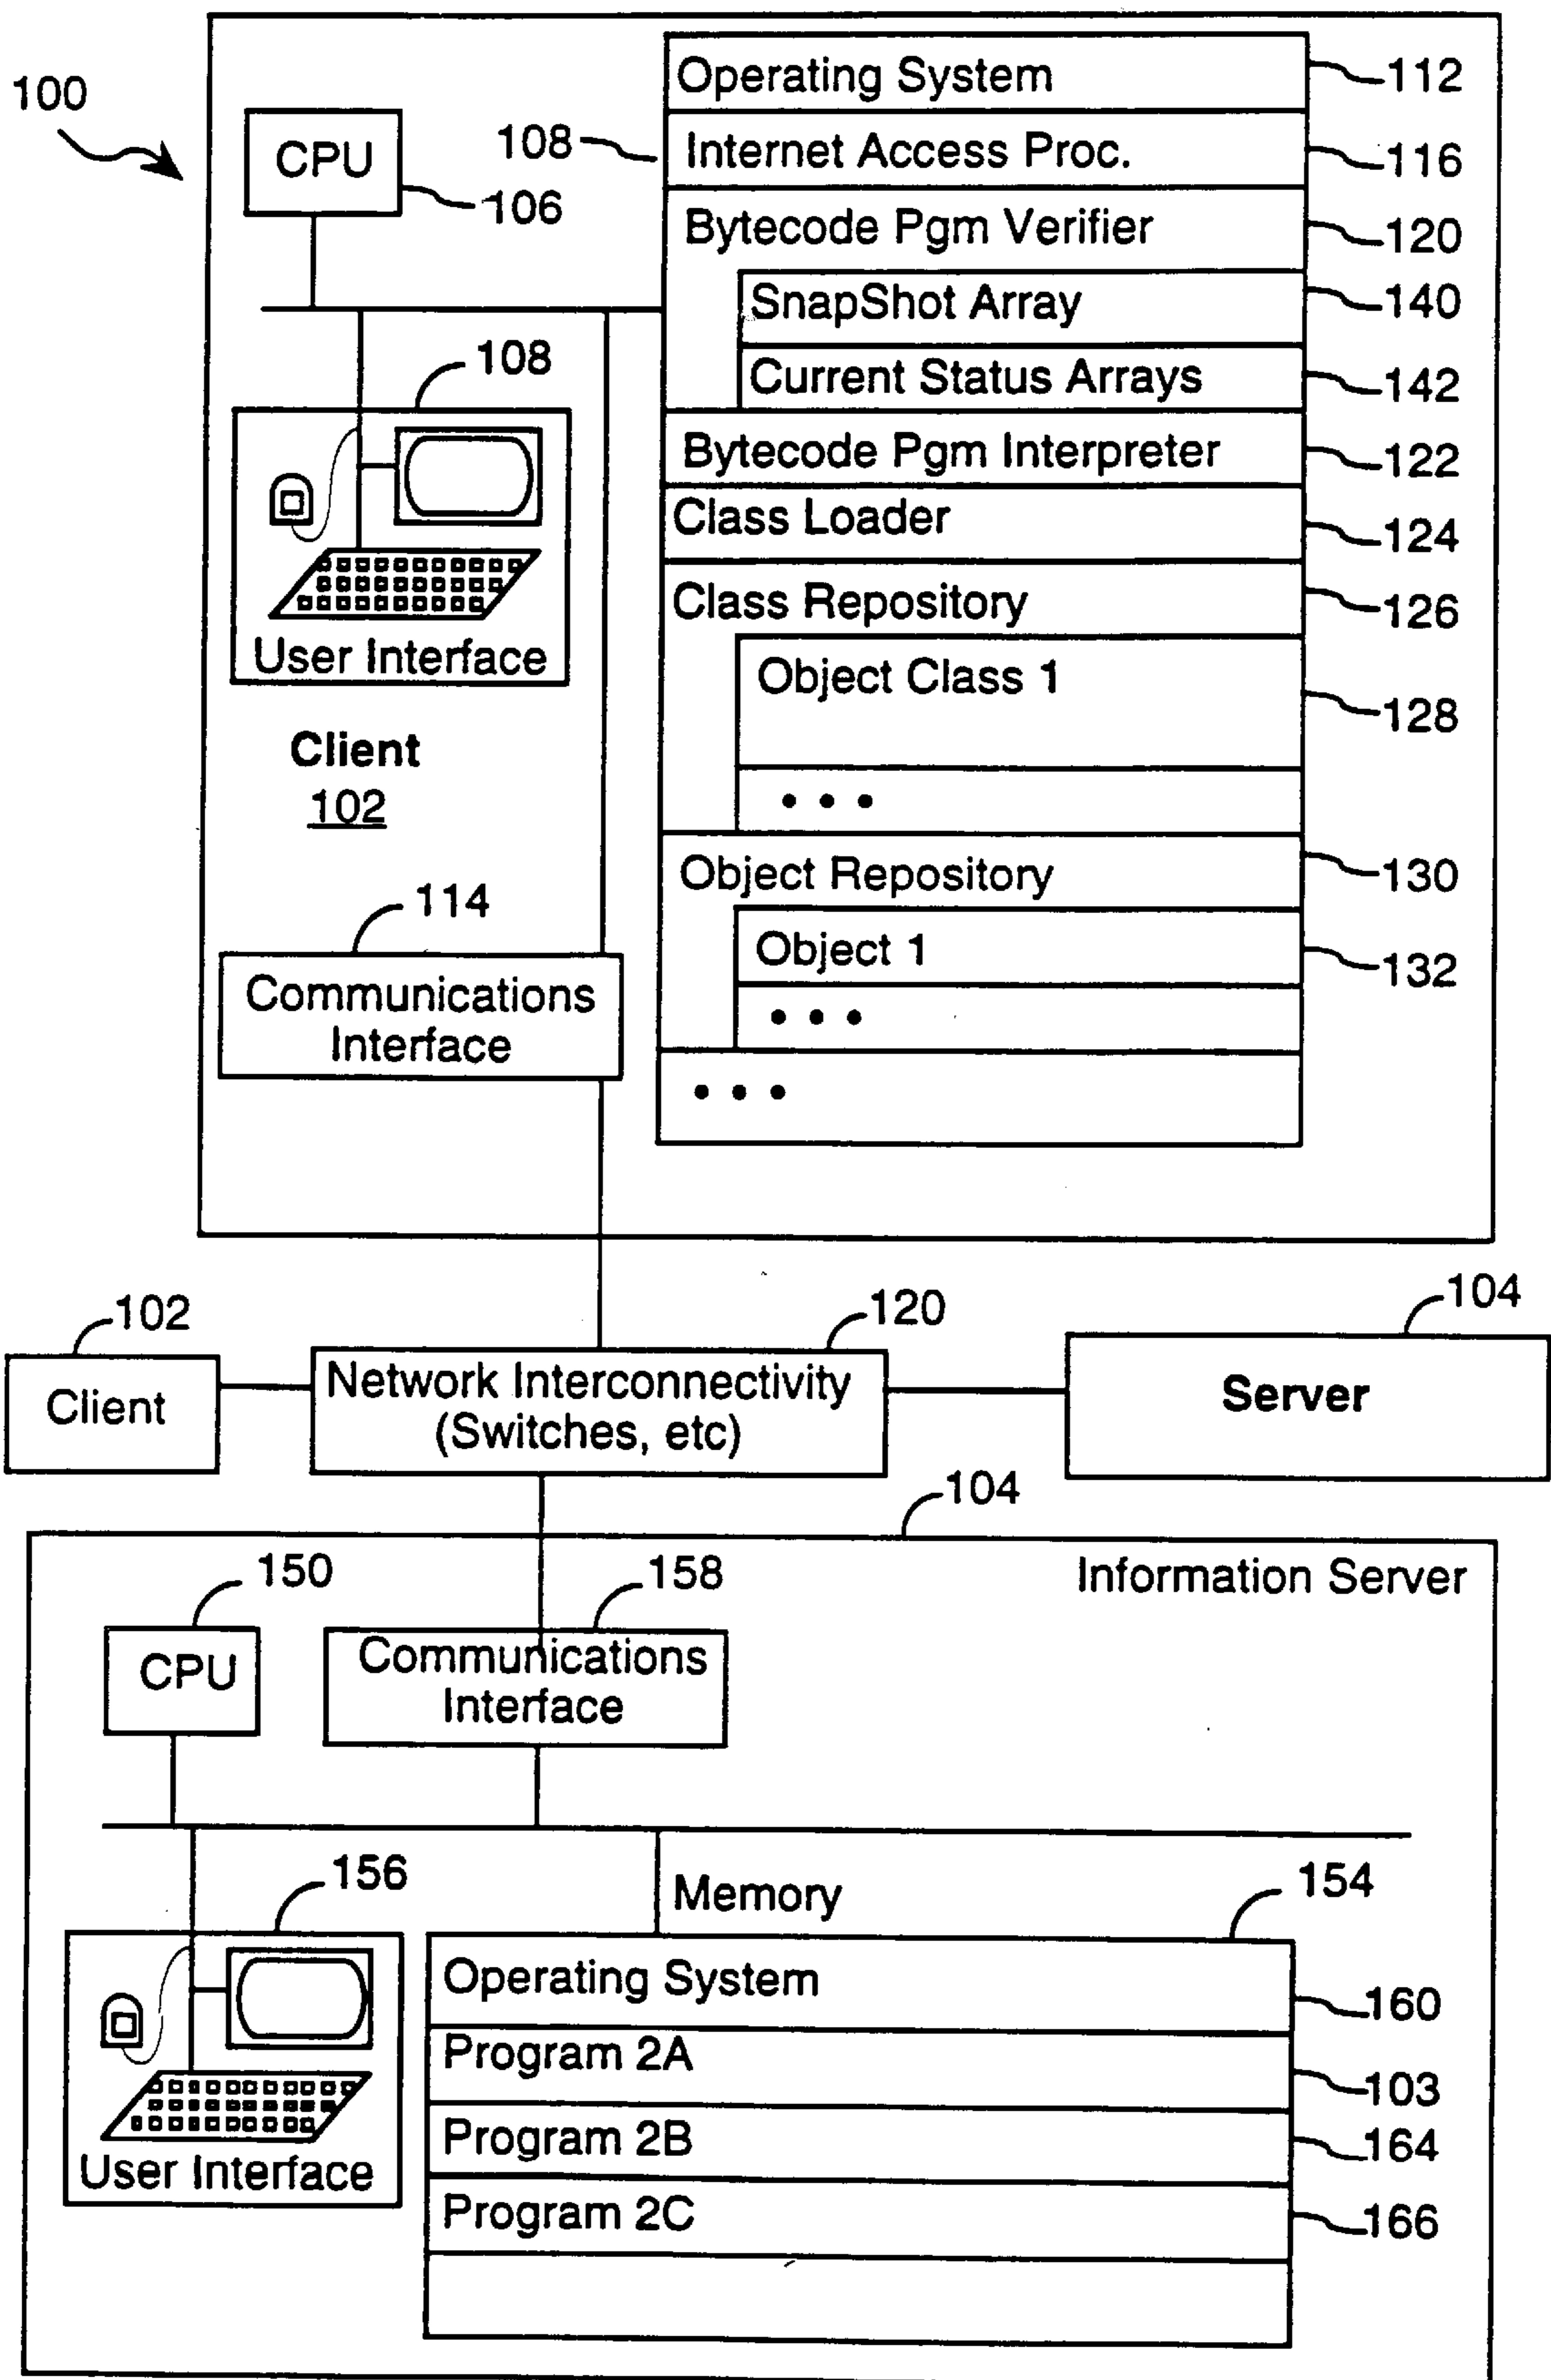 100
CPU
106
108
Operating System
112
Internet Access Proc.
116
Bytecode Pgm Verifier
120
SnapShot Array
140
Current Status Arrays
142
Bytecode Pgm Interpreter
122
Class Loader
124
Class Repository
126
Object Class 1
128
• • •
Object Repository
130
Object 1
132
• • •
• • •
108
User Interface
Client
102
114
Communications
Interface
102
Client
120
Network Interconnectivity
(Switches, etc)
104
Server
104
Information Server
150
CPU
158
Communications
Interface
156
User Interface
Memory
154
Operating System
160
Program 2A
103
Program 2B
164
Program 2C
166